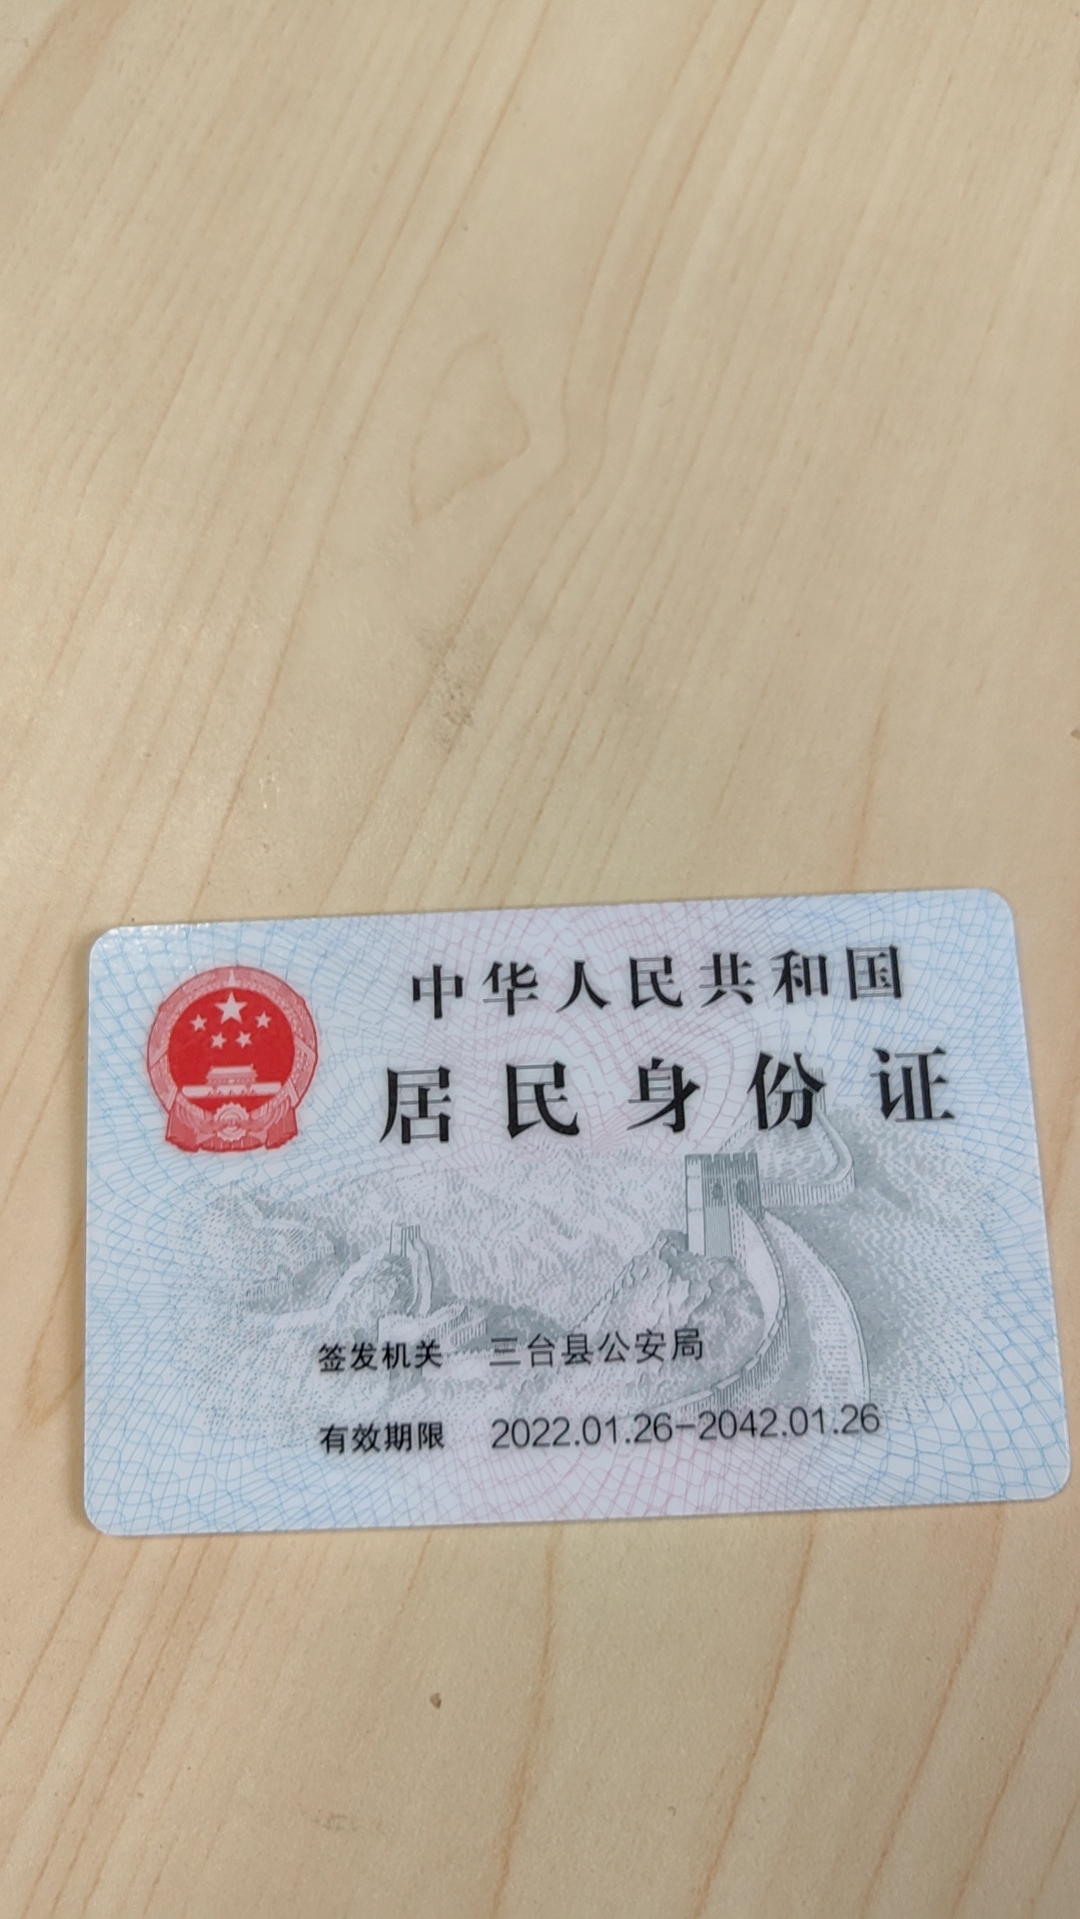 中华人民共和国
居民身份证
签发机关 三台县公安局
有效期限 2022.01.26-2042.01.26